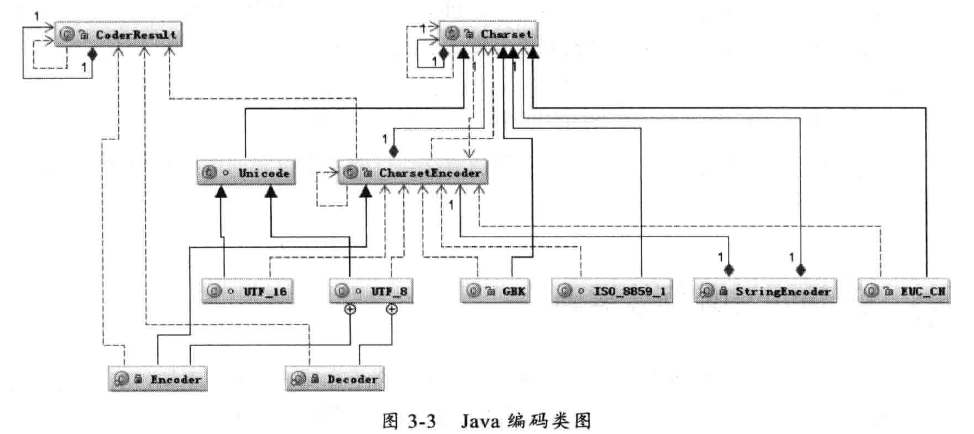 1
CoderResult
1
1
Charset
1
1
1
Unicode
CharsetEncoder
1
UTF_16
UTF_8
GBK
ISO_8859_1
1
1
StringEncoder
EUC_CN
Encoder
Decoder
图 3-3 Java 编码类图